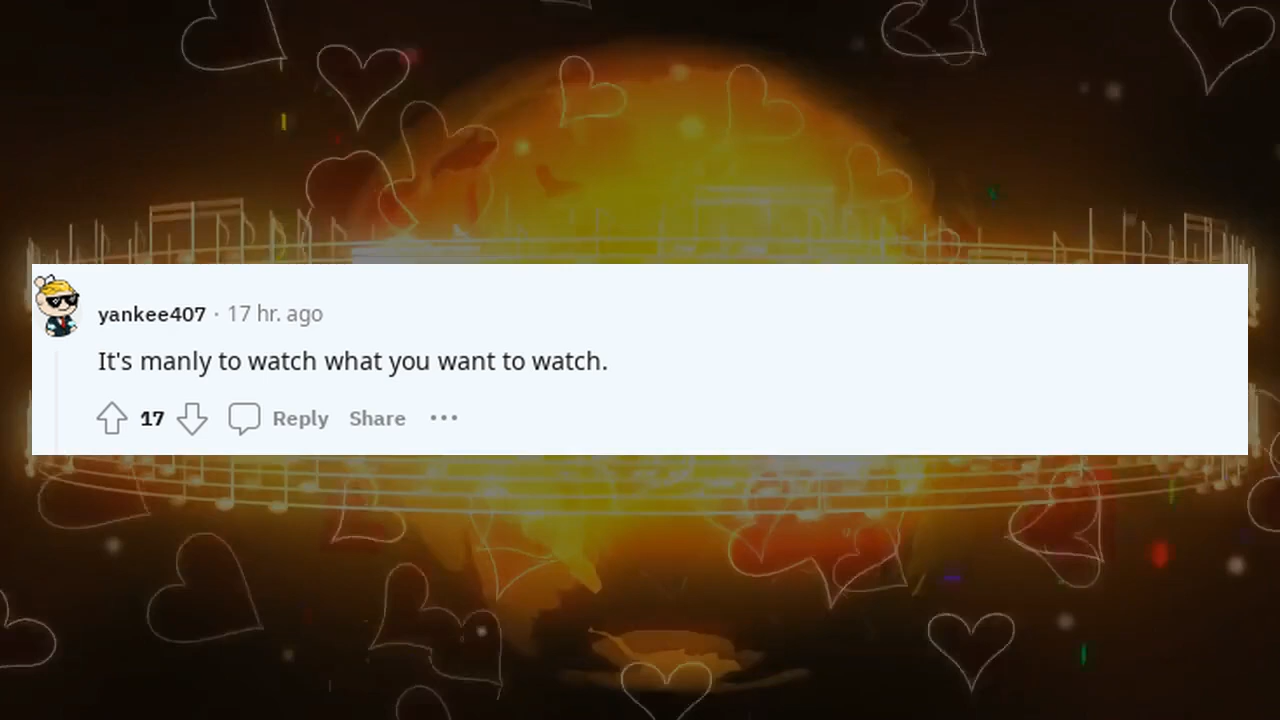 yankee407 · 17 hr. ago
It's manly to watch what you want to watch.
17 Reply Share ···